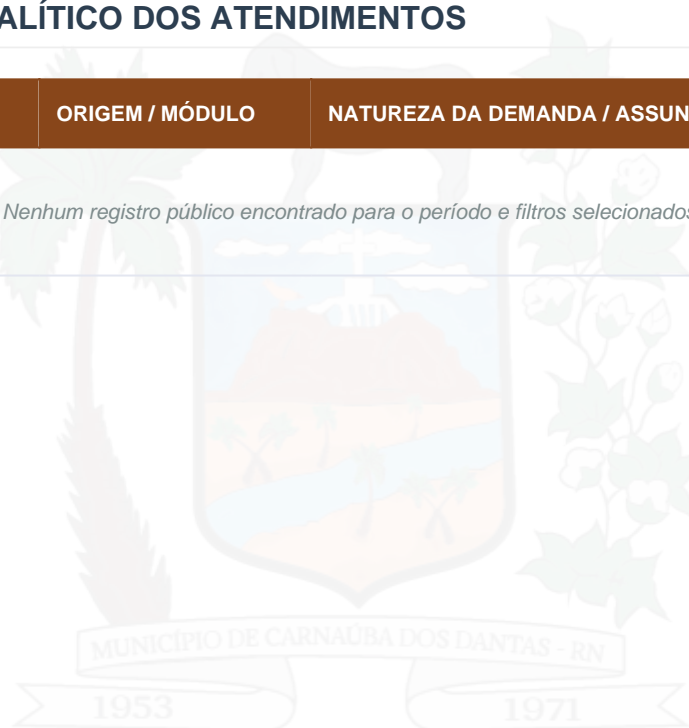 ALÍTICO DOS ATENDIMENTOS
ORIGEM / MÓDULO NATUREZA DA DEMANDA / ASSUN
Nenhum registro público encontrado para o período e filtros selecionados
MUNICÍPIO DE CARNAÚBA DOS DANTAS - RN
1953 1971